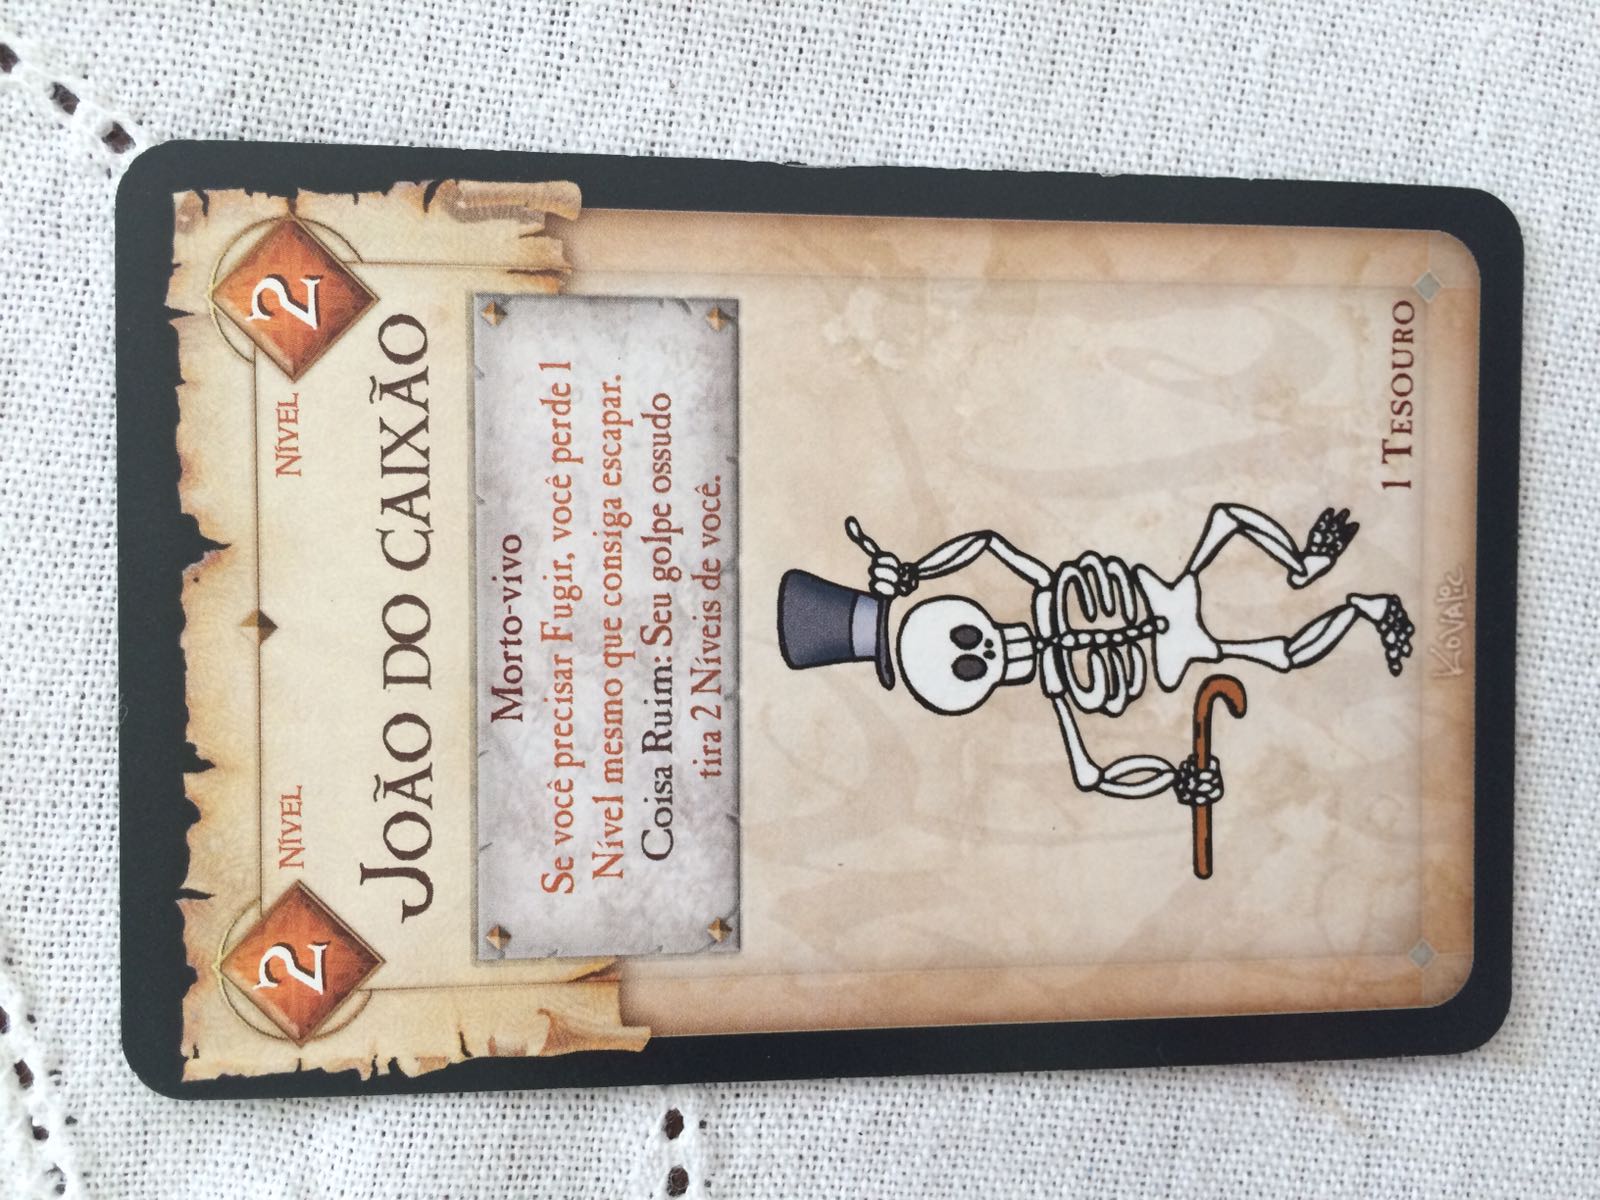 2 NÍVEL NÍVEL 2
JOÃO DO CAIXÃO
Morto-vivo
Se você precisar Fugir, você perde 1
Nível mesmo que consiga escapar.
Coisa Ruim: Seu golpe ossudo
tira 2 Níveis de você.
1 TESOURO
KOVALIC